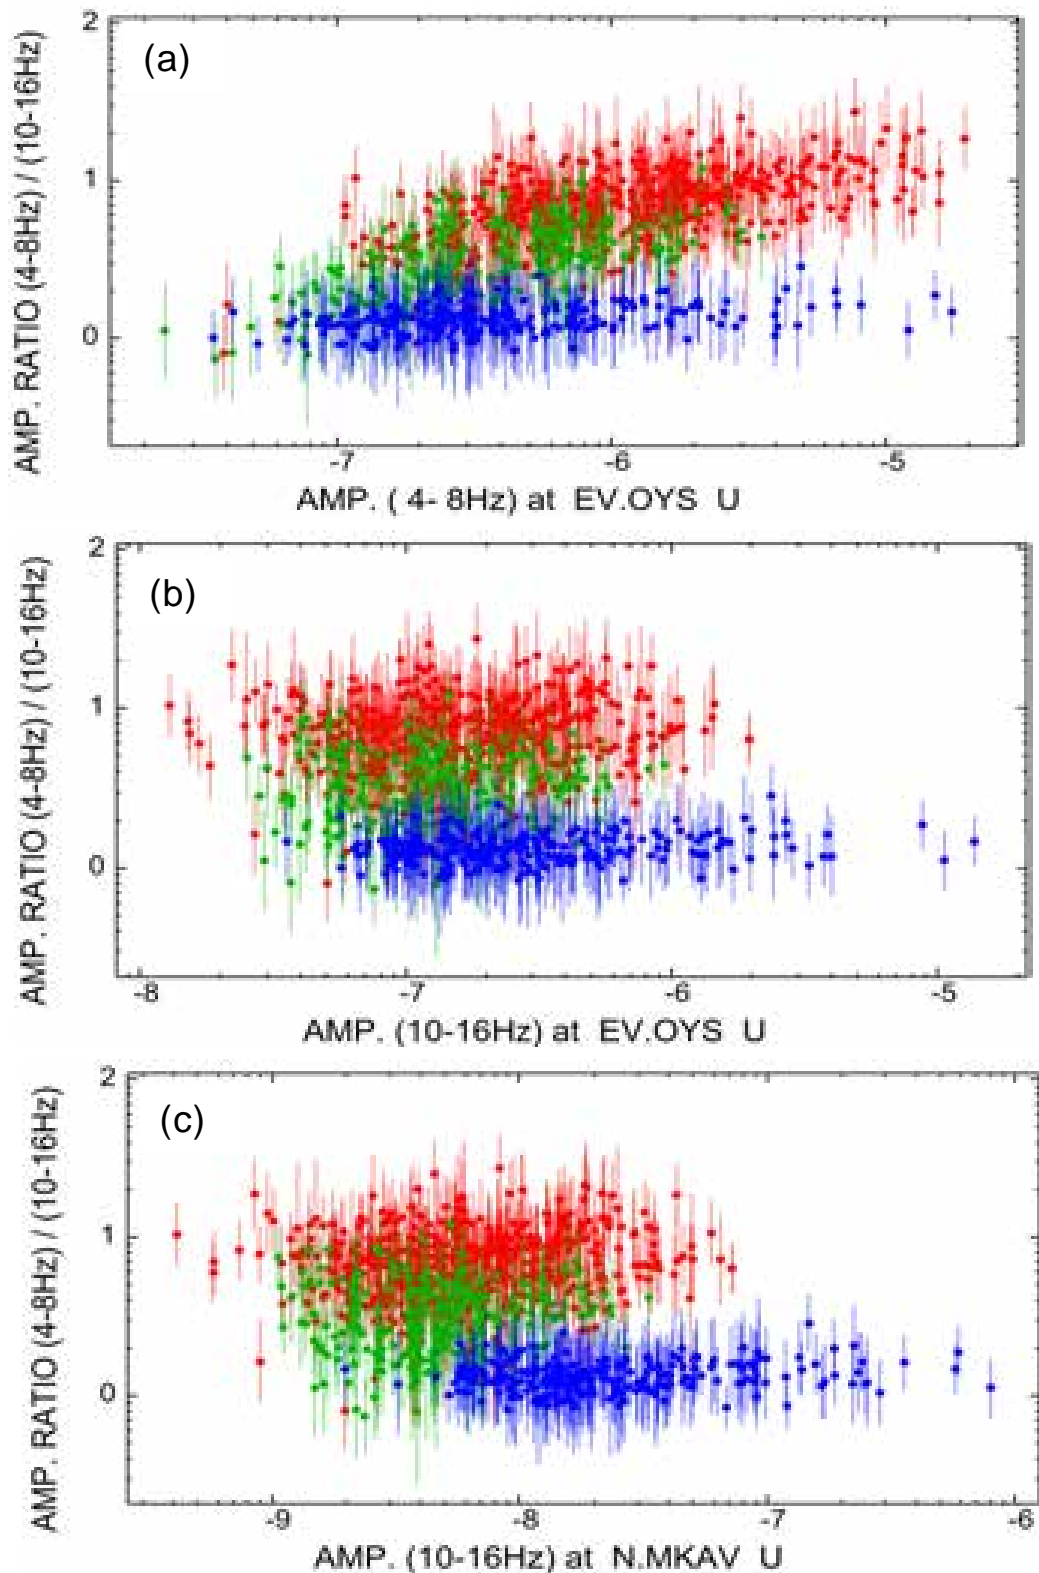 2
(a)
AMP. RATIO (4-8Hz) / (10-16Hz)
1
0
-7
-6
-5
AMP. ( 4- 8Hz) at EV.OYS U
2
(b)
AMP. RATIO (4-8Hz) / (10-16Hz)
1
0
-8
-7
-6
-5
AMP. (10-16Hz) at EV.OYS U
2
(c)
AMP. RATIO (4-8Hz) / (10-16Hz)
1
0
-9
-8
-7
-6
AMP. (10-16Hz) at N.MKAV U